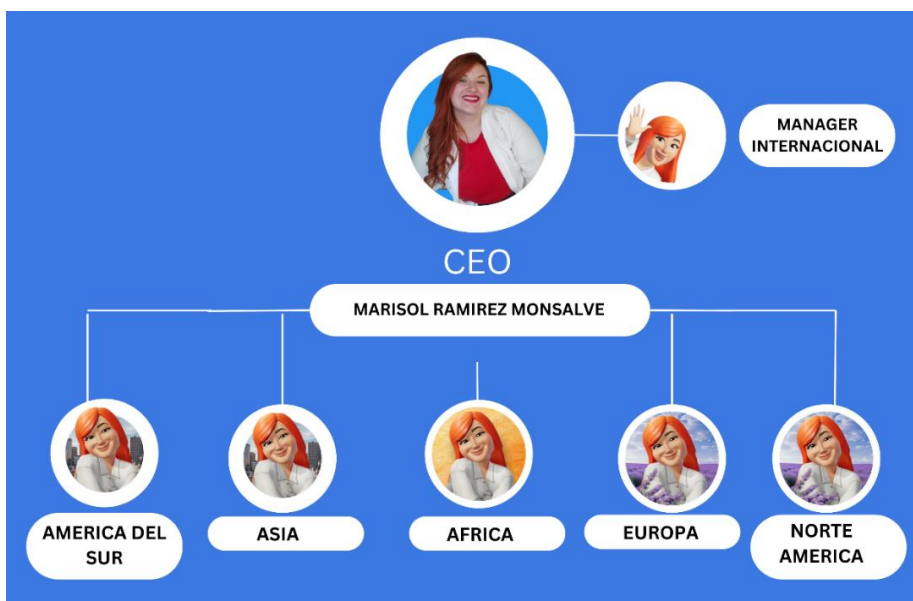 MANAGER
INTERNACIONAL
CEO
MARISOL RAMIREZ MONSALVE
AMERICA DEL
SUR
ASIA
AFRICA
EUROPA
NORTE
AMERICA